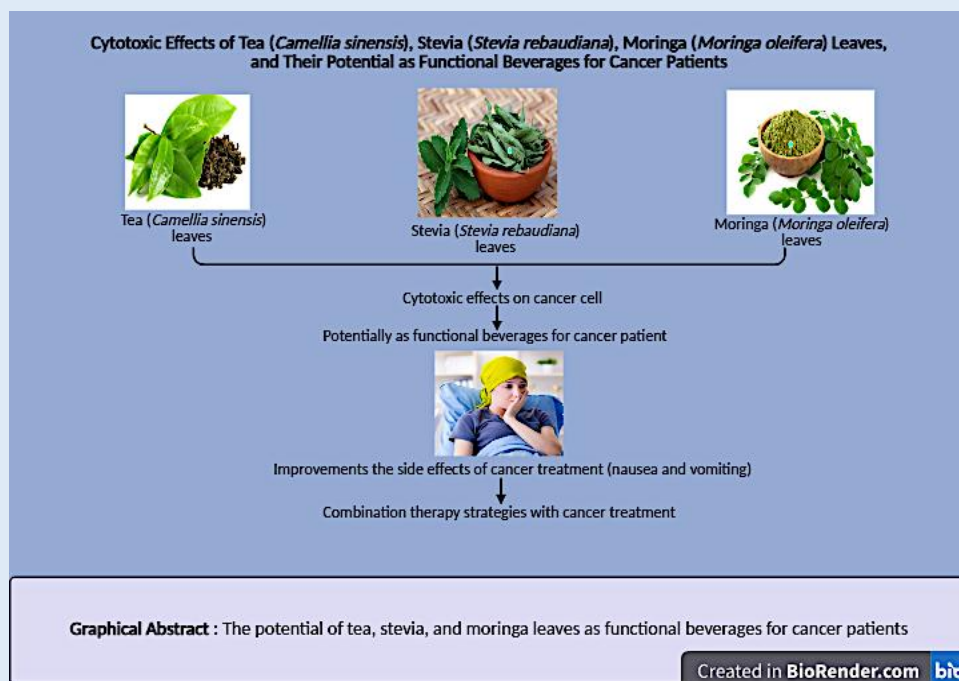 Cytotoxic Effects of Tea (Camellia sinensis), Stevia (Stevia rebaudiana), Moringa (Moringa oleifera) Leaves,
and Their Potential as Functional Beverages for Cancer Patients
Tea (Camellia sinensis)
leaves
Stevia (Stevia rebaudiana)
leaves
Moringa (Moringa oleifera)
leaves
Cytotoxic effects on cancer cell
Potentially as functional beverages for cancer patient
Improvements the side effects of cancer treatment (nausea and vomiting)
Combination therapy strategies with cancer treatment
Graphical Abstract : The potential of tea, stevia, and moringa leaves as functional beverages for cancer patients
Created in BioRender.com